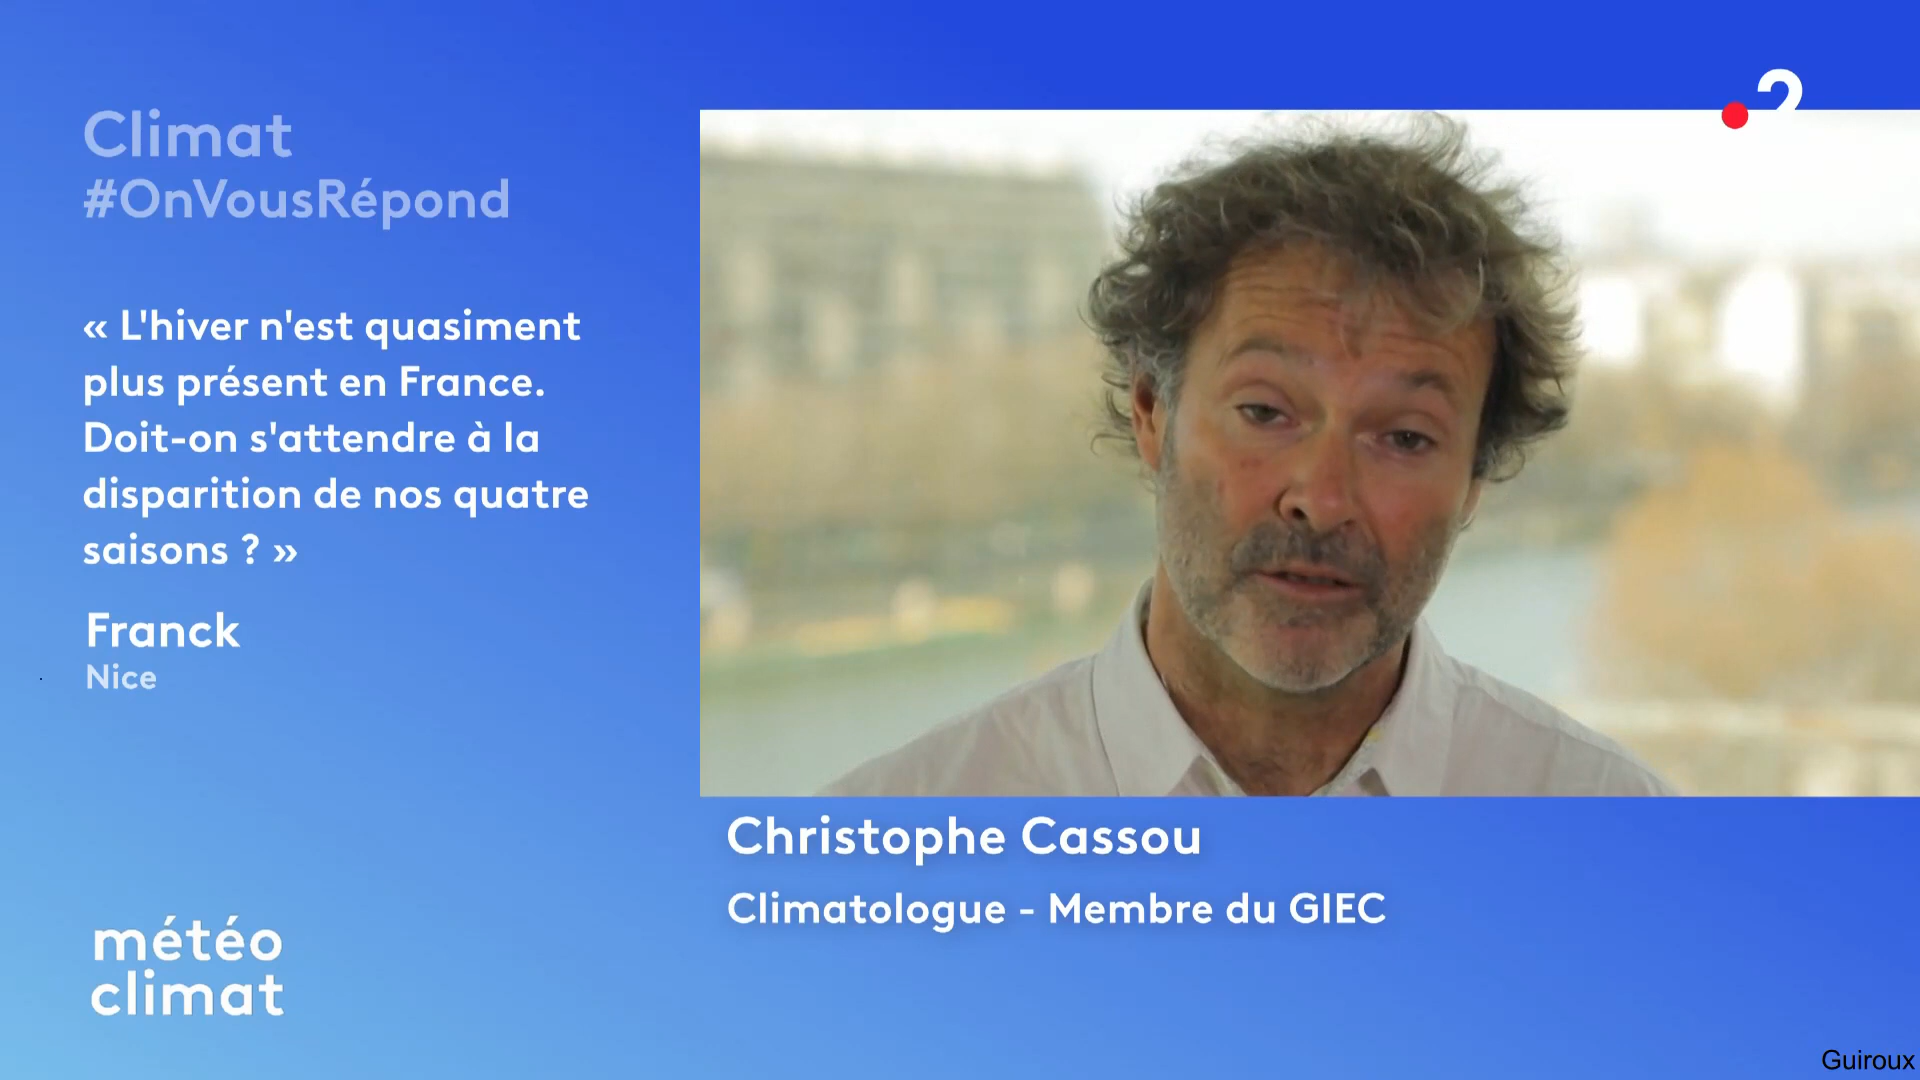 2
Climat
#OnVousRépond
« L'hiver n'est quasiment
plus présent en France.
Doit-on s'attendre à la
disparition de nos quatre
saisons ? »
Franck
Nice
Christophe Cassou
Climatologue - Membre du GIEC
météo
climat
Guiroux